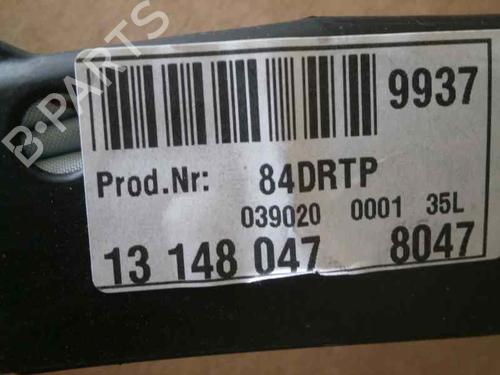 9937
Prod.Nr: 84DRTP
039020 0001 35L
13 148 047 8047
B-PARTS